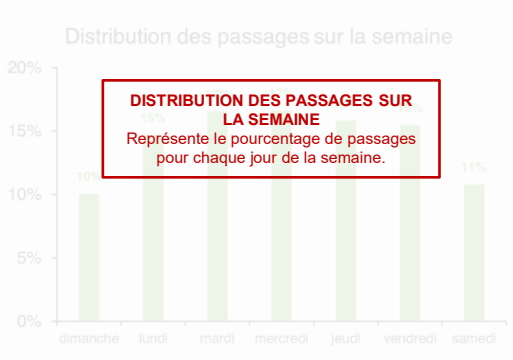 Distribution des passages sur la semaine
20%
DISTRIBUTION DES PASSAGES SUR
LA SEMAINE
Représente le pourcentage de passages
pour chaque jour de la semaine.
15%
15%
10%
10%
11%
5%
0%
dimanche lundi mardi mercredi jeudi vendredi samedi